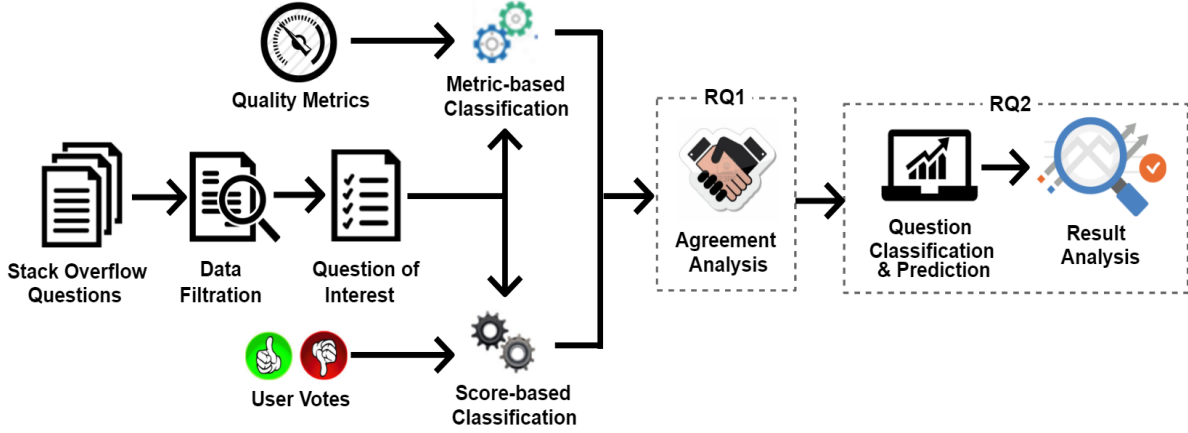 Quality Metrics
Metric-based
Classification
RQ1
RQ2
Stack Overflow
Questions
Data
Filtration
Question of
Interest
Agreement
Analysis
Question
Classification
& Prediction
Result
Analysis
User Votes
Score-based
Classification